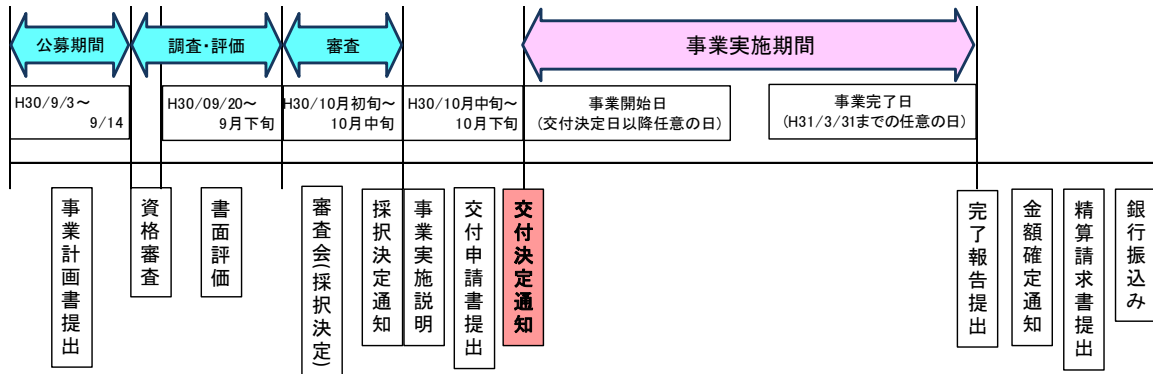 公募期間
調査・評価
審査
事業実施期間
H30/9/3～
9/14
H30/09/20～
9月下旬
H30/10月初旬～
10月中旬
H30/10月中旬～
10月下旬
事業開始日
(交付決定日以降任意の日)
事業完了日
(H31/3/31までの任意の日)
事業計画書提出
資格審査
書面評価
審査会(採択決定)
採択決定通知
事業実施説明
交付申請書提出
交付決定通知
完了報告提出
金額確定通知
精算請求書提出
銀行振込み